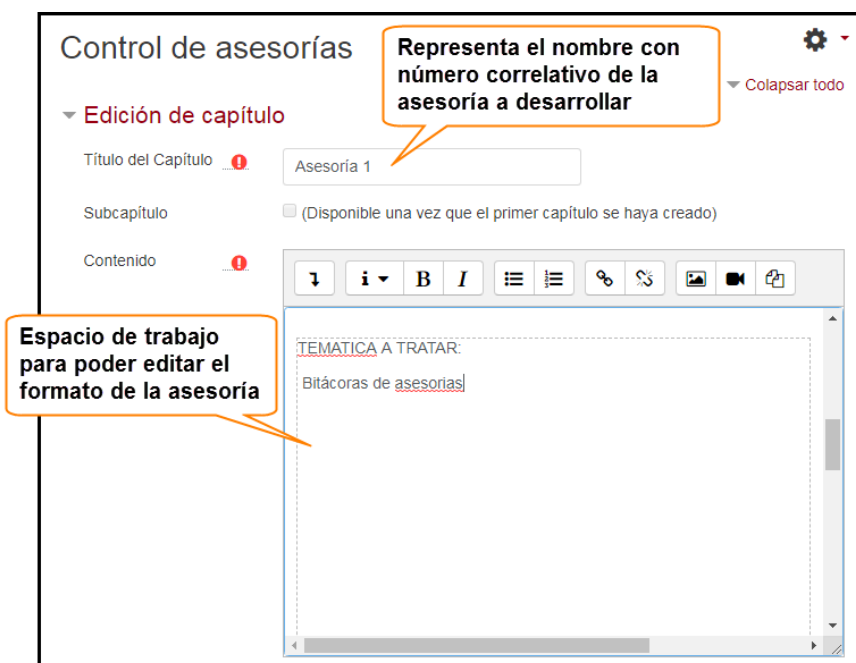 Control de asesorías
Representa el nombre con
número correlativo de la
asesoría a desarrollar
Colapsar todo
Edición de capítulo
Título del Capítulo
Asesoría 1
Subcapítulo
(Disponible una vez que el primer capítulo se haya creado)
Contenido
i B I
Espacio de trabajo
para poder editar el
formato de la asesoría
TEMATICA A TRATAR:
Bitácoras de asesorias